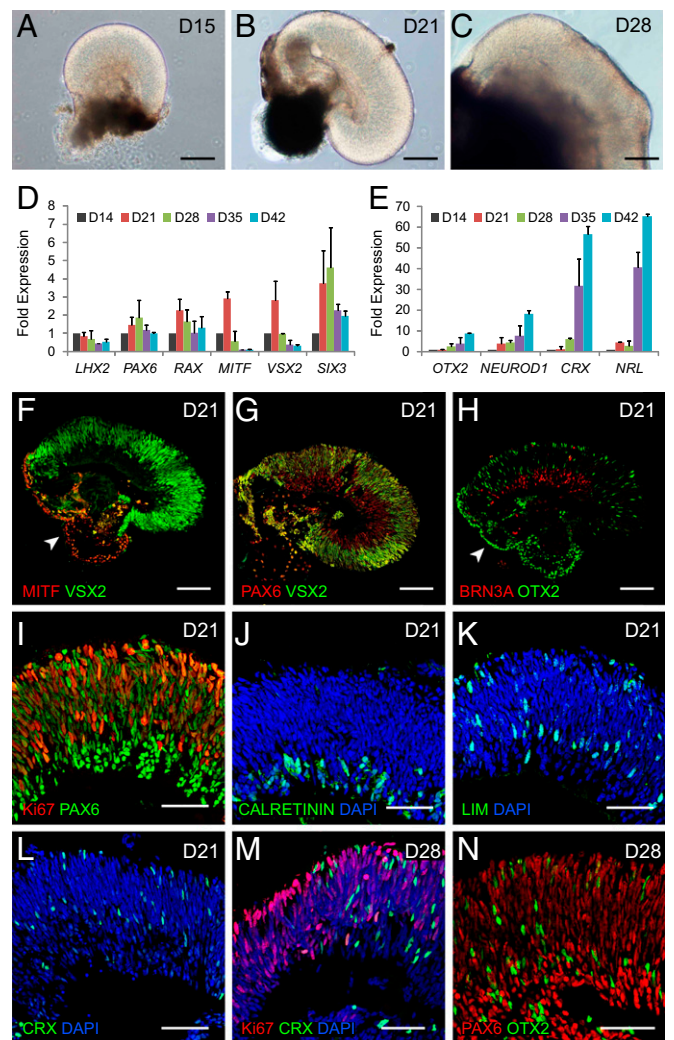 A D15
B D21
C D28
D
8
7
6
5
4
3
2
1
0
Fold Expression
D14 D21 D28 D35 D42
LHX2 PAX6 RAX MITF VSX2 SIX3
E
70
60
50
40
30
20
10
0
Fold Expression
D14 D21 D28 D35 D42
OTX2 NEUROD1 CRX NRL
F D21
MITF VSX2
G D21
PAX6 VSX2
H D21
BRN3A OTX2
I D21
Ki67 PAX6
J D21
CALRETININ DAPI
K D21
LIM DAPI
L D21
CRX DAPI
M D28
Ki67 CRX DAPI
N D28
PAX6 OTX2